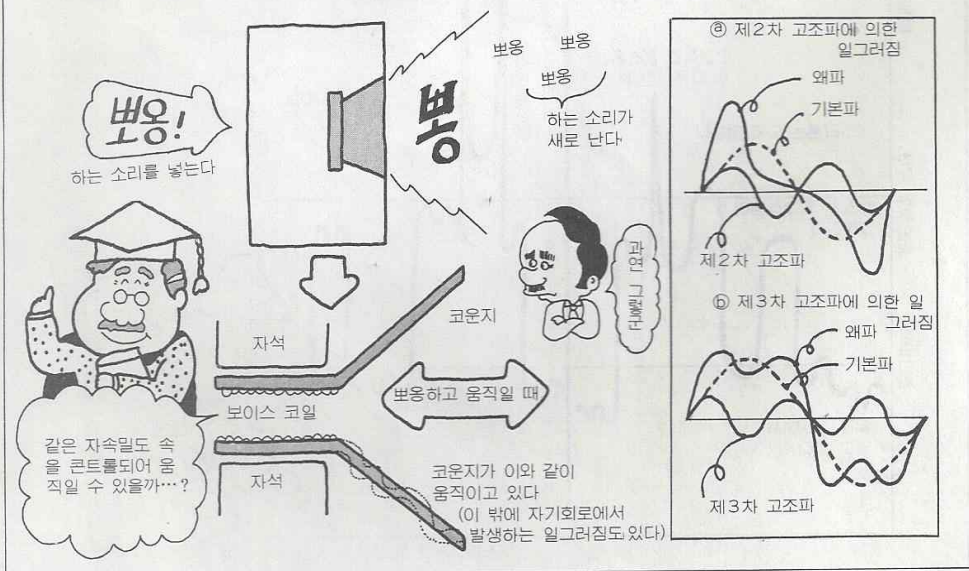 뽀옹!
하는 소리를 넣는다
뽀옹
뽀옹
뽀옹
하는 소리가
새로 난다
과연 그렇군
자석
코운지
보이스 코일
뽀옹하고 움직일 때
자석
같은 자속밀도 속
을 콘트롤되어 움
직일 수 있을까…?
코운지가 이와 같이
움직이고 있다
(이 밖에 자기회로에서
발생하는 일그러짐도 있다)
ⓐ 제2차 고조파에 의한
일그러짐
왜파
기본파
제2차 고조파
ⓑ 제3차 고조파에 의한 일
그러짐
왜파
기본파
제3차 고조파